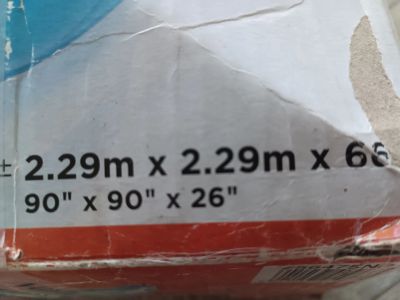 ± 2.29m x 2.29m x 66
90" x 90" x 26"